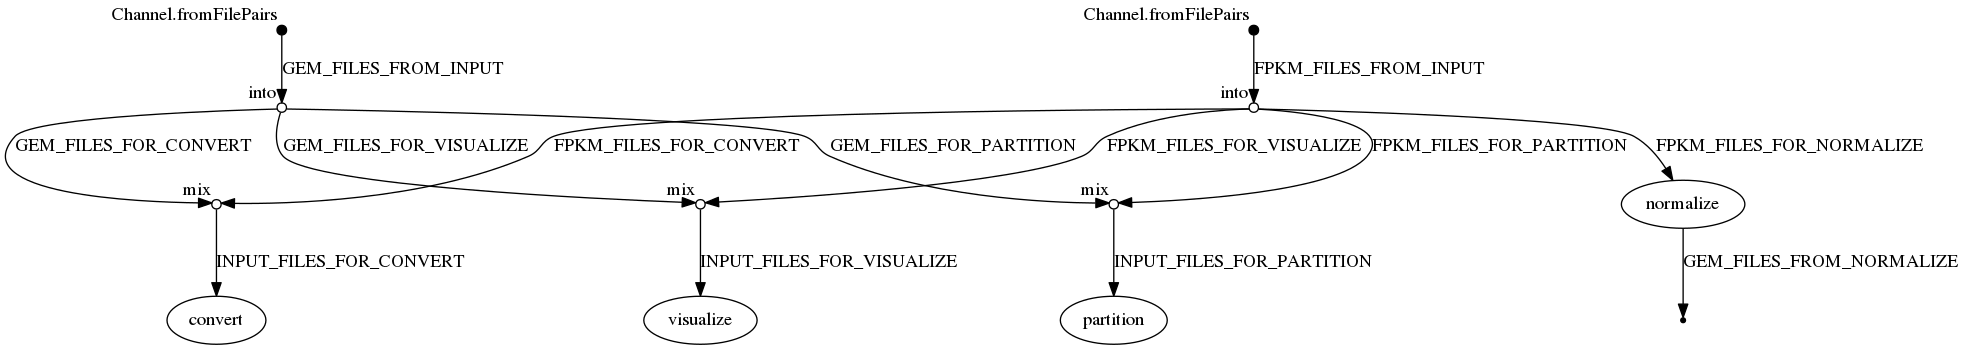 Channel.fromFilePairs
Channel.fromFilePairs
GEM_FILES_FROM_INPUT
FPKM_FILES_FROM_INPUT
into
into
GEM_FILES_FOR_CONVERT
GEM_FILES_FOR_VISUALIZE
FPKM_FILES_FOR_CONVERT
GEM_FILES_FOR_PARTITION
FPKM_FILES_FOR_VISUALIZE
FPKM_FILES_FOR_PARTITION
FPKM_FILES_FOR_NORMALIZE
mix
mix
mix
normalize
INPUT_FILES_FOR_CONVERT
INPUT_FILES_FOR_VISUALIZE
INPUT_FILES_FOR_PARTITION
GEM_FILES_FROM_NORMALIZE
convert
visualize
partition